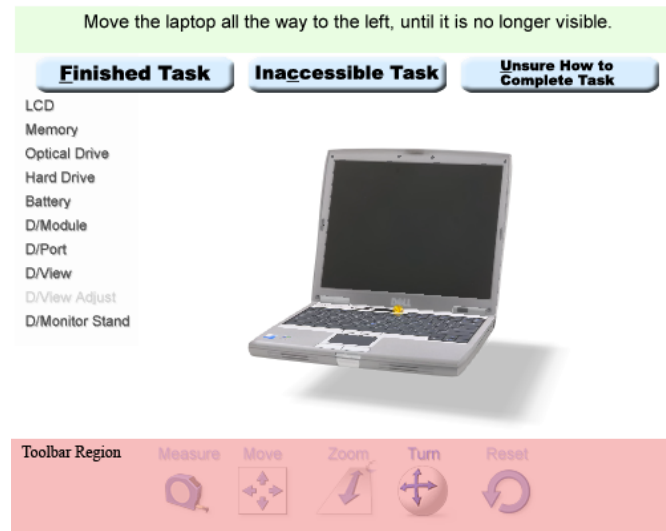 Move the laptop all the way to the left, until it is no longer visible.
Finished Task
Inaccessible Task
Unsure How to
Complete Task
LCD
Memory
Optical Drive
Hard Drive
Battery
D/Module
D/Port
D/View
D/View Adjust
D/Monitor Stand
DELL
Toolbar Region
Measure
Move
Zoom
Turn
Reset